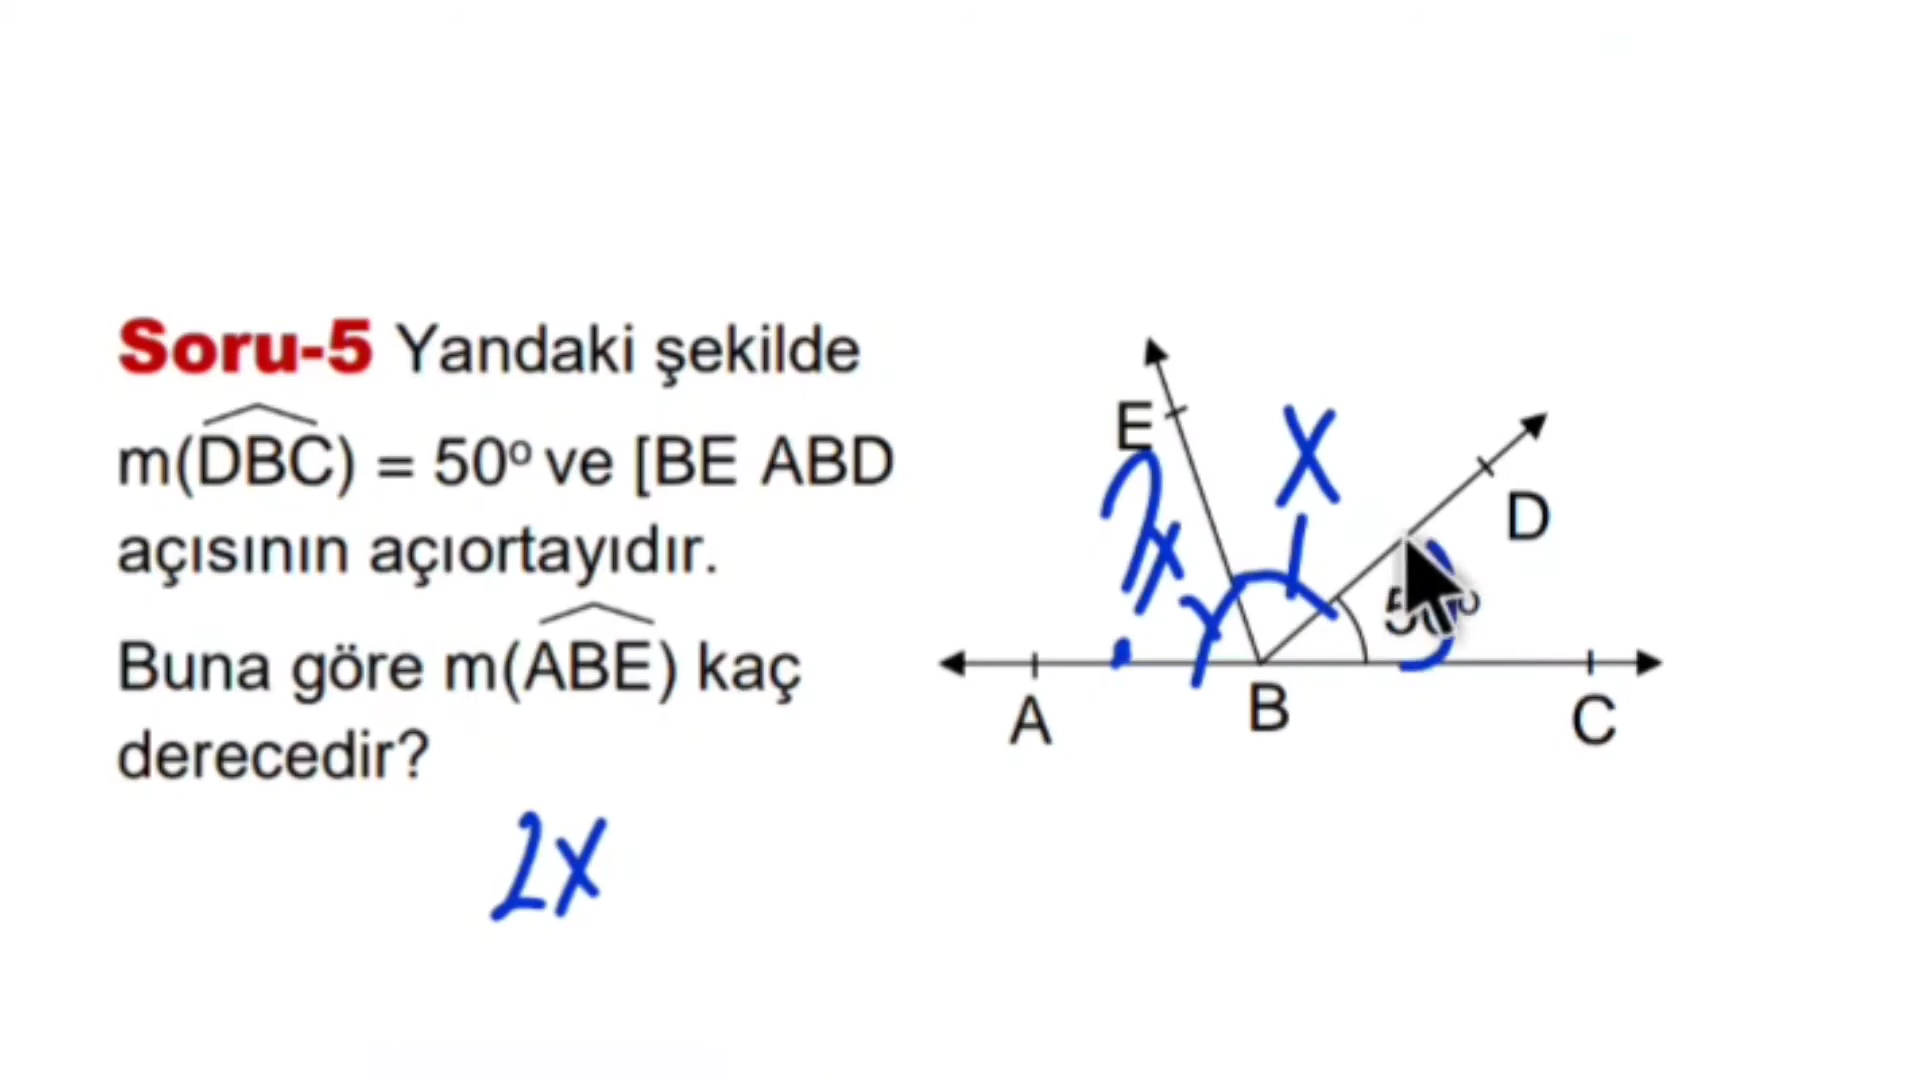 Soru-5 Yandaki şekilde
m(DBC) = 50° ve [BE ABD
açısının açıortayıdır.
Buna göre m(ABE) kaç
derecedir?
2x
E
x
D
x
A
B
C